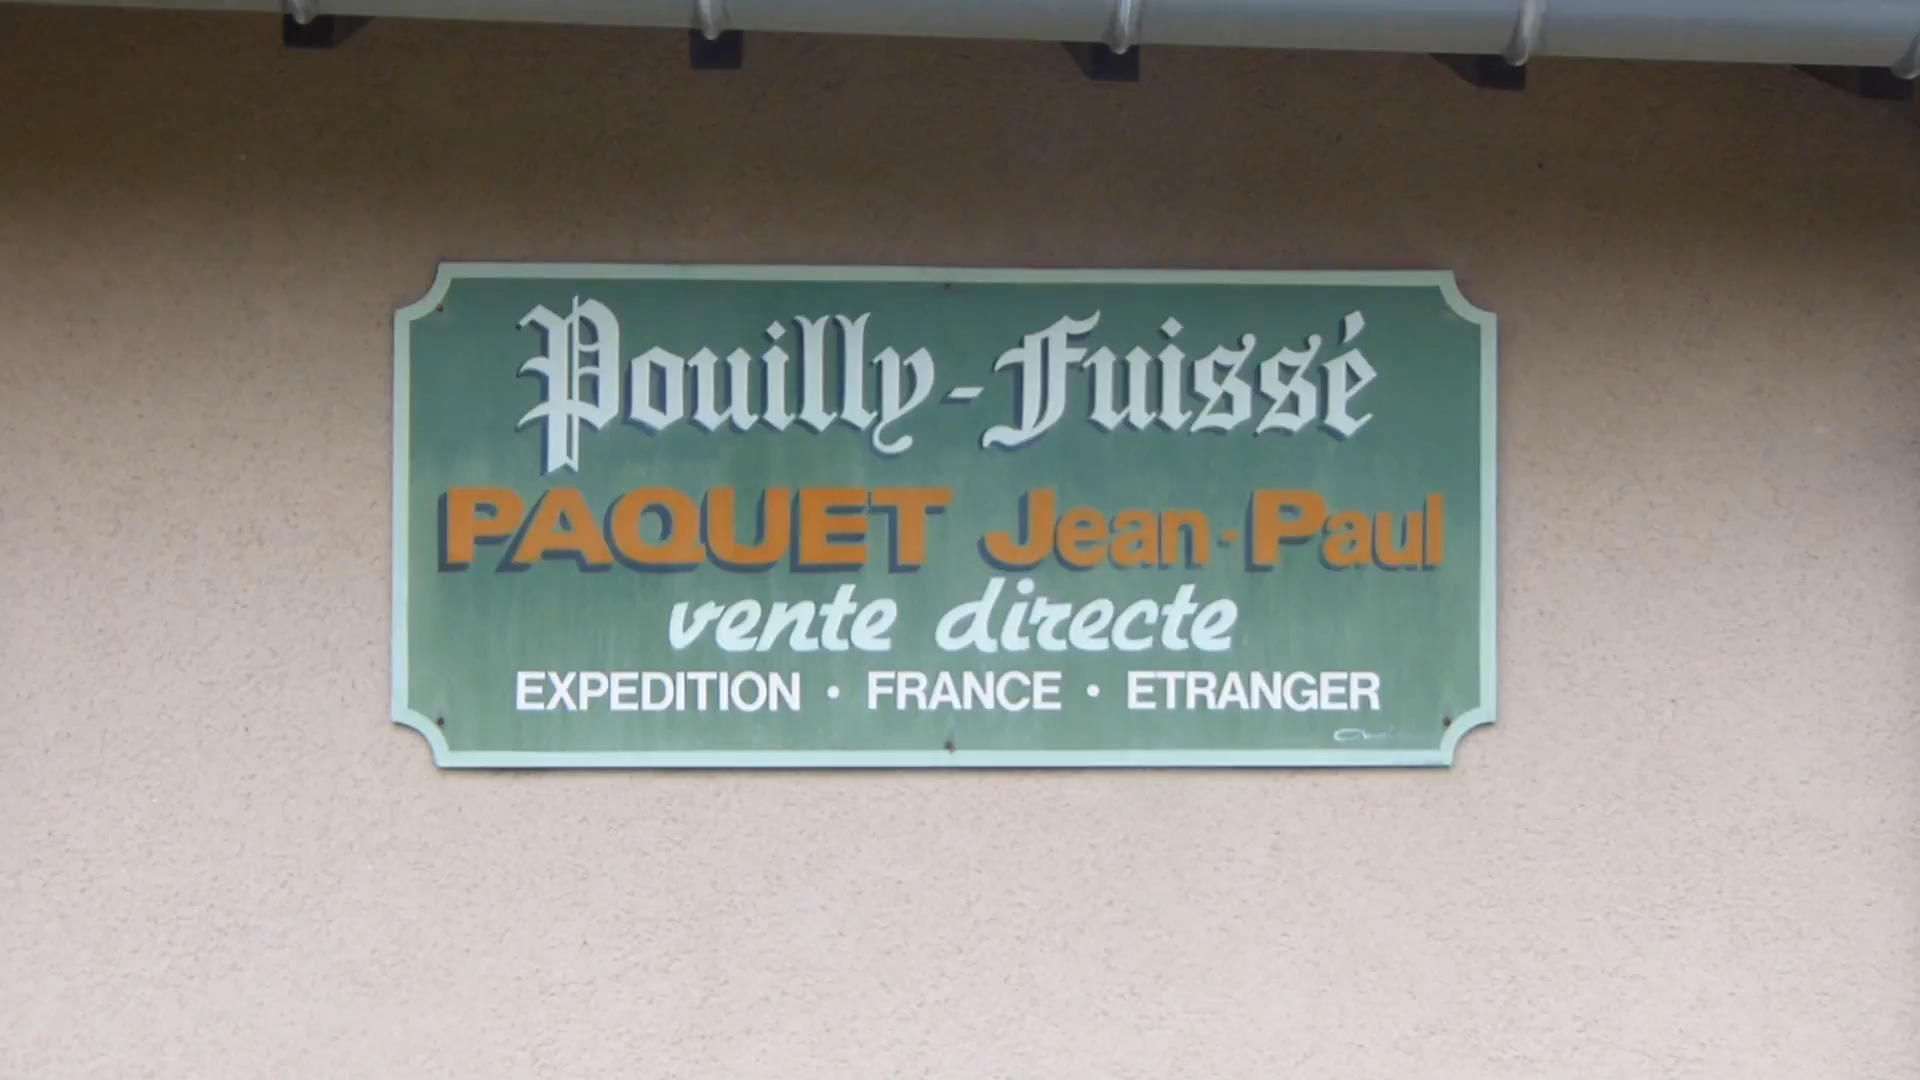 Pouilly-Fuissé
PAQUET Jean-Paul
vente directe
EXPEDITION • FRANCE • ETRANGER